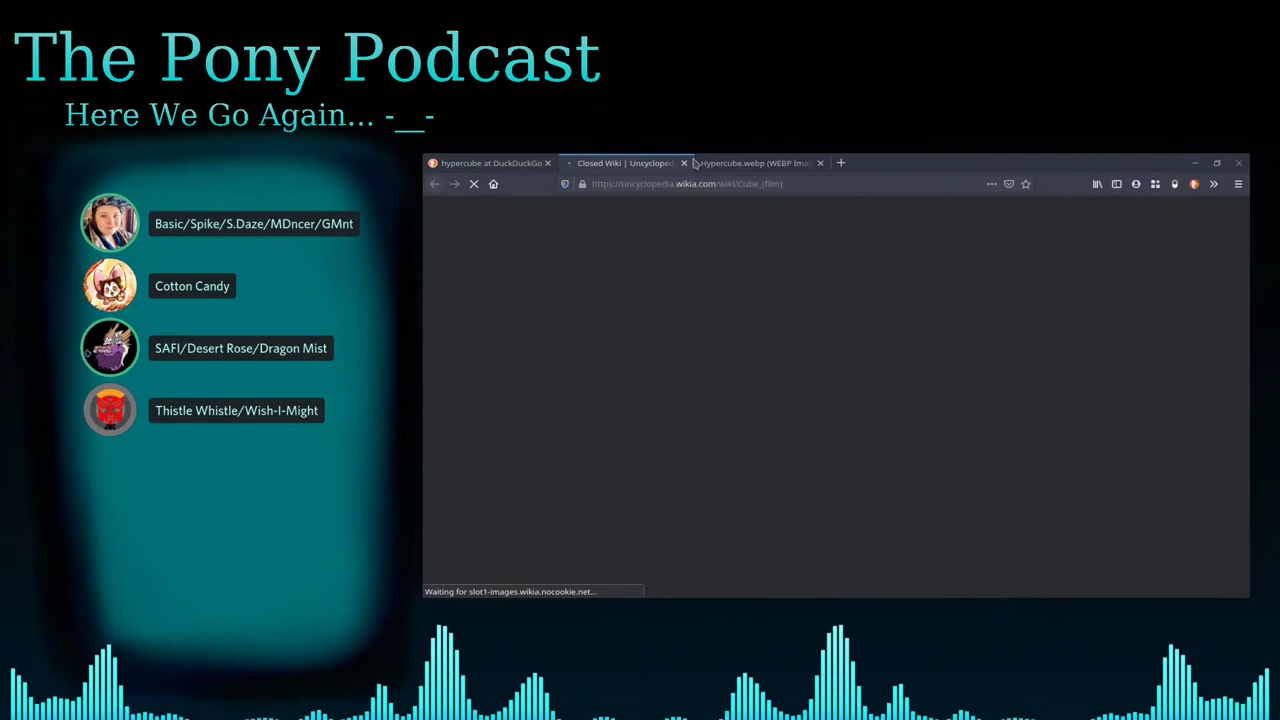 The Pony Podcast
Here We Go Again... -__-
hypercube at DuckDuckGo
Closed Wiki | Uncycloped
Hypercube.webp (WEBP Ima
https://uncyclopedia.wikia.com/wiki/Cube_(film)
Basic/Spike/S.Daze/MDncer/GMnt
Cotton Candy
SAFI/Desert Rose/Dragon Mist
Thistle Whistle/Wish-I-Might
Waiting for slot1-images.wikia.nocookie.net...